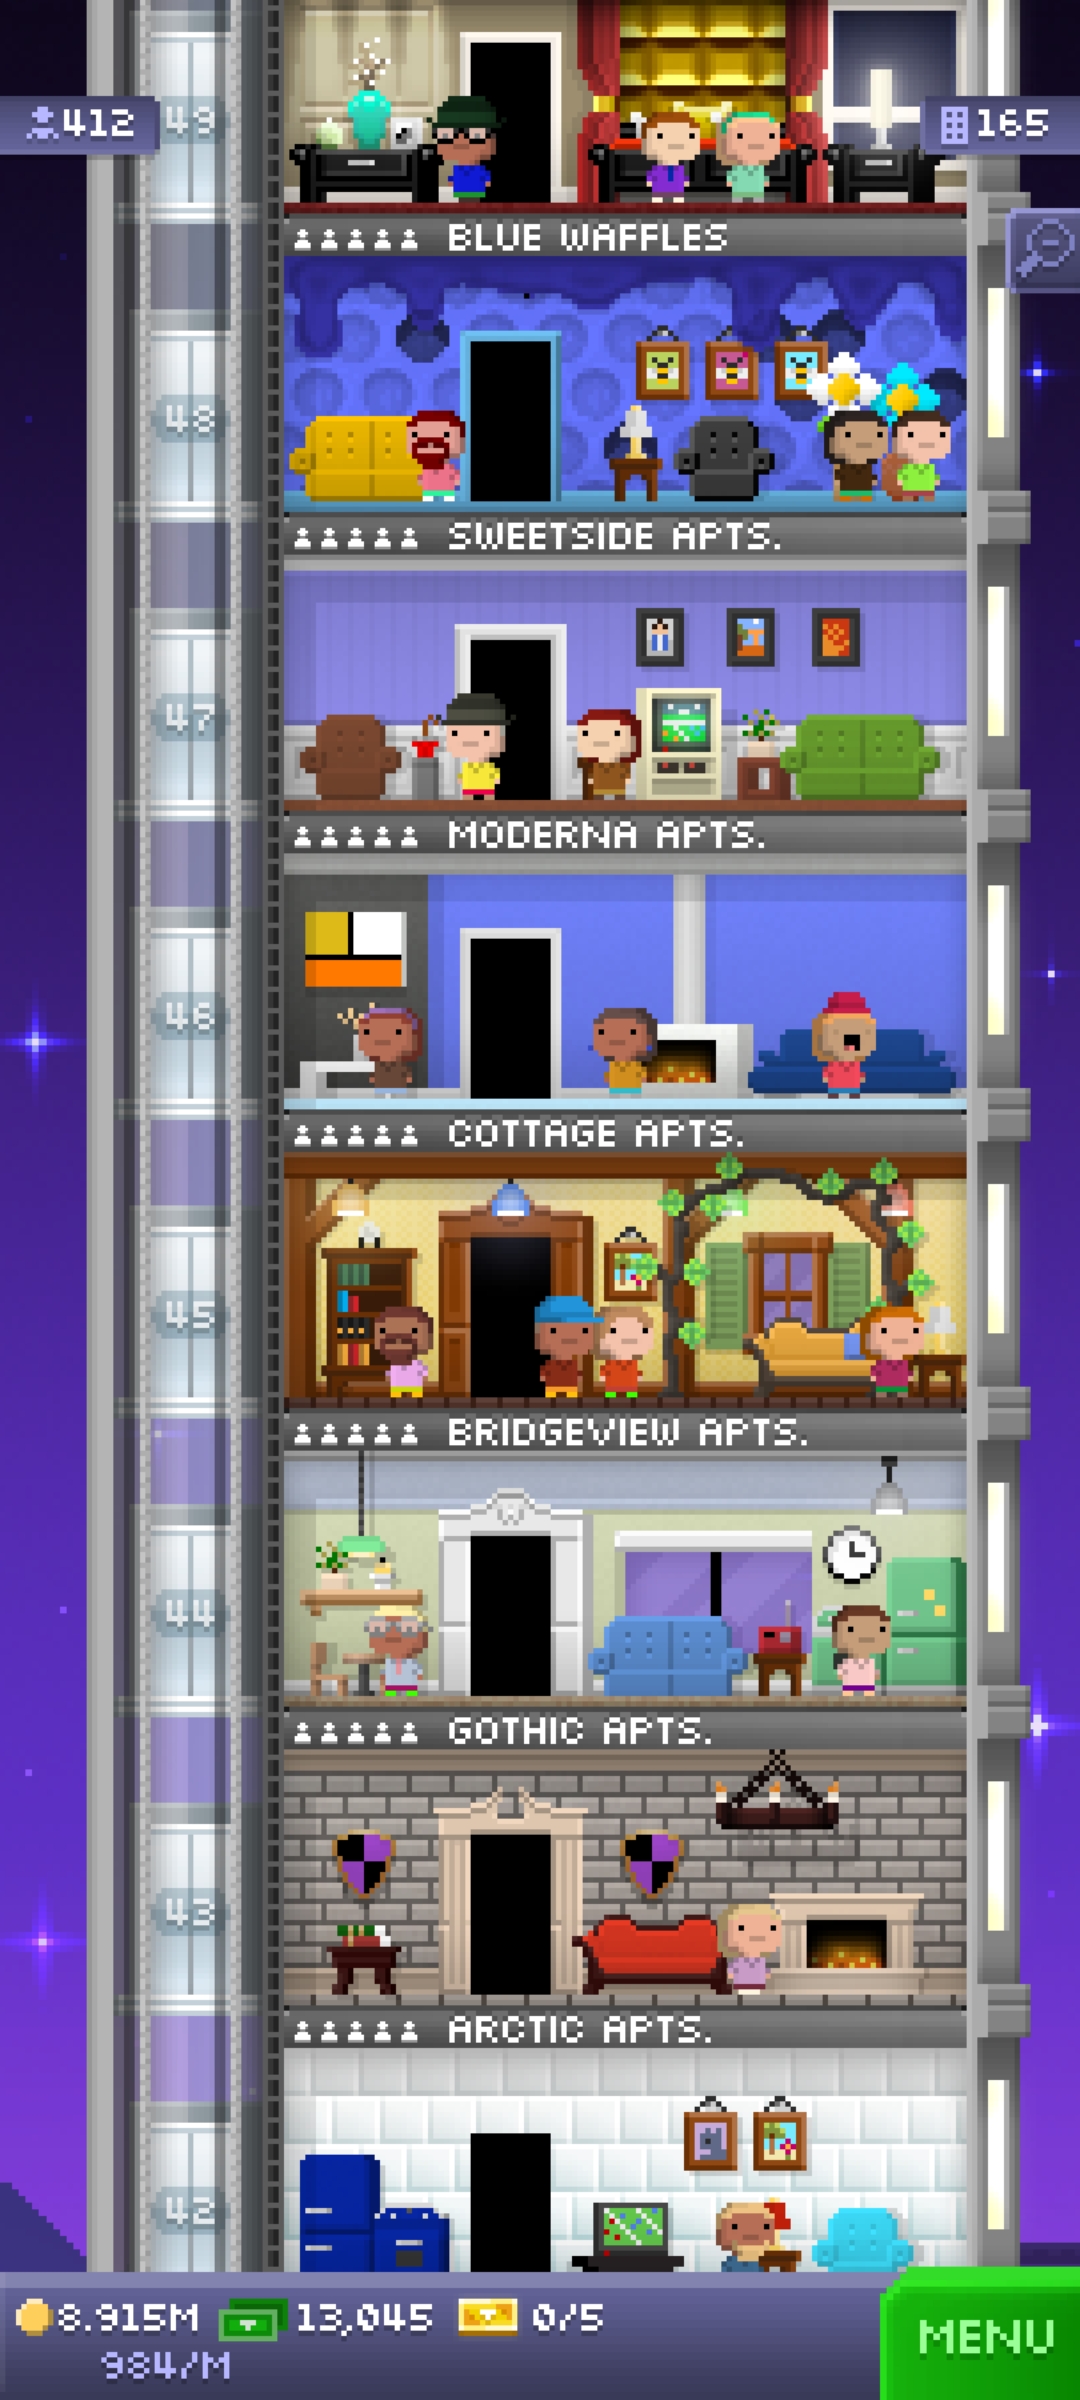 412
49
165
BLUE WAFFLES
48
SWEETSIDE APTS.
47
MODERNA APTS.
46
COTTAGE APTS.
45
BRIDGEVIEW APTS.
44
GOTHIC APTS.
43
ARCTIC APTS.
42
8.915M 13,045 0/5
984/M
MENU